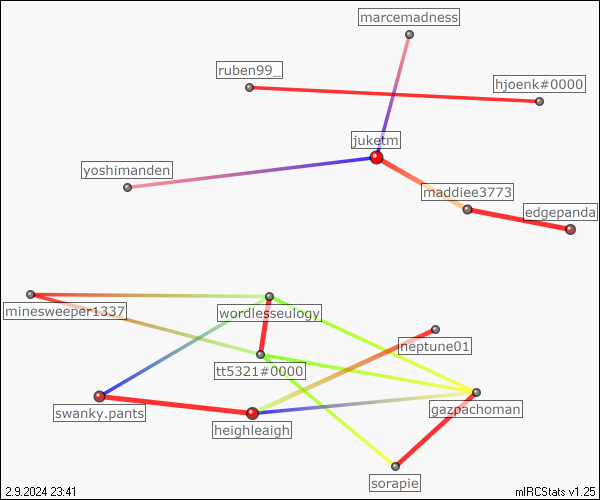 marcemadness
ruben99_
hjoenk#0000
juketm
yoshimanden
maddiee3773
edgepanda
minesweeper1337
wordlesseulogy
neptune01
tt5321#0000
swanky.pants
gazpachoman
heighleaigh
sorapie
2.9.2024 23:41
mIRCStats v1.25